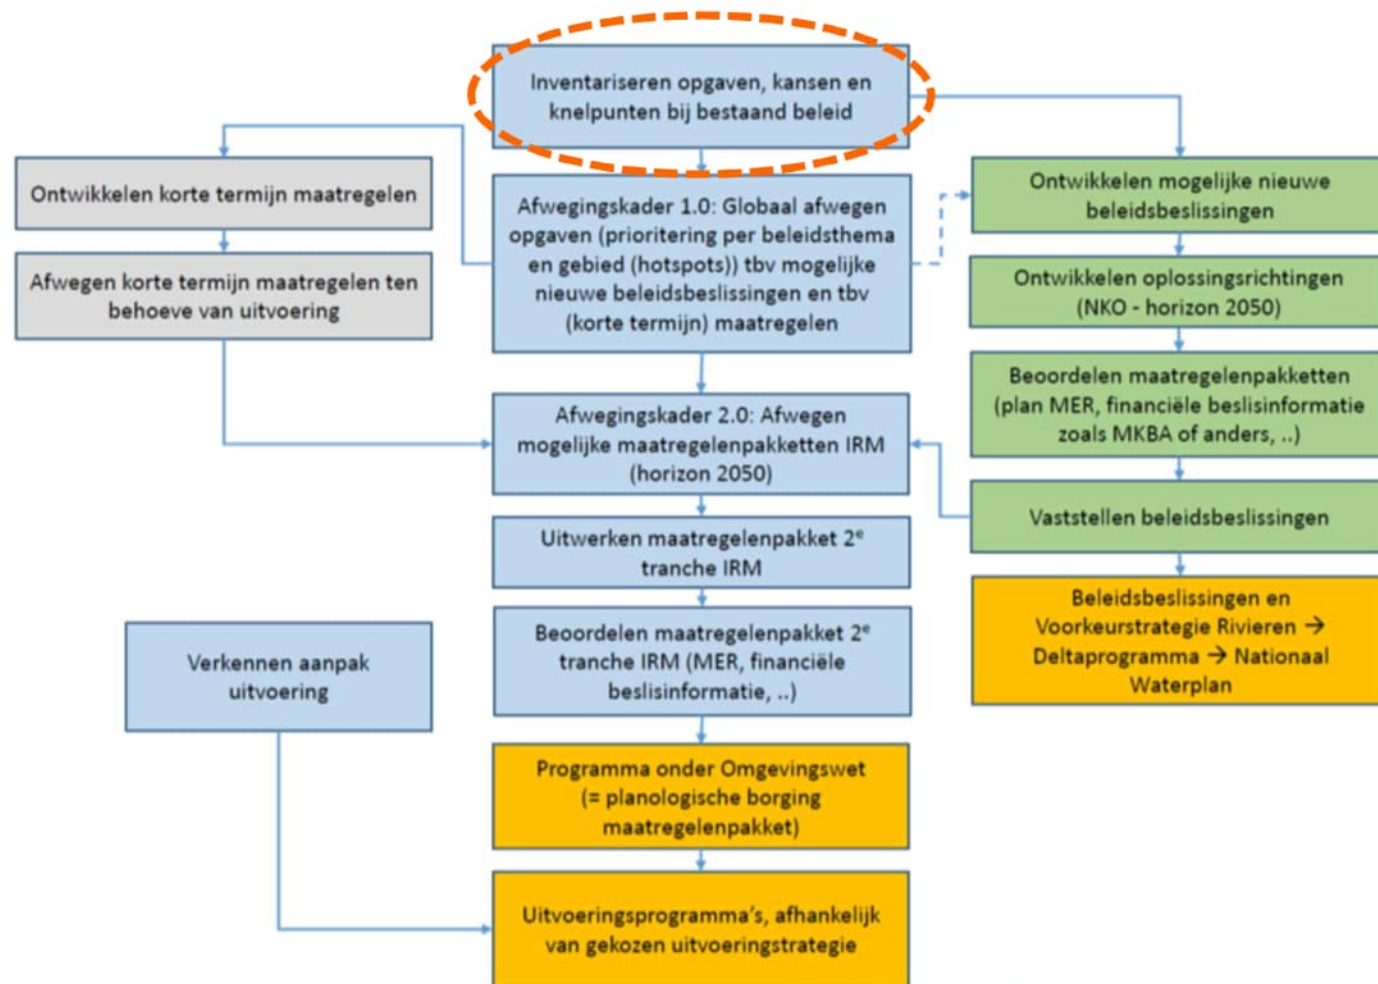 Inventariseren opgaven, kansen en
knelpunten bij bestaand beleid
Ontwikkelen korte termijn maatregelen
Afwegen korte termijn maatregelen ten
behoeve van uitvoering
Afwegingskader 1.0: Globaal afwegen
opgaven (prioritering per beleidsthema
en gebied (hotspots)) tbv mogelijke
nieuwe beleidsbeslissingen en tbv
(korte termijn) maatregelen
Afwegingskader 2.0: Afwegen
mogelijke maatregelenpakketten IRM
(horizon 2050)
Uitwerken maatregelenpakket 2ᵉ
tranche IRM
Beoordelen maatregelenpakket 2ᵉ
tranche IRM (MER, financiële
beslisinformatie, ..)
Programma onder Omgevingswet
(= planologische borging
maatregelenpakket)
Uitvoeringsprogramma's, afhankelijk
van gekozen uitvoeringstrategie
Verkennen aanpak
uitvoering
Ontwikkelen mogelijke nieuwe
beleidsbeslissingen
Ontwikkelen oplossingsrichtingen
(NKO - horizon 2050)
Beoordelen maatregelenpakketten
(plan MER, financiële beslisinformatie
zoals MKBA of anders, ..)
Vaststellen beleidsbeslissingen
Beleidsbeslissingen en
Voorkeurstrategie Rivieren →
Deltaprogramma → Nationaal
Waterplan